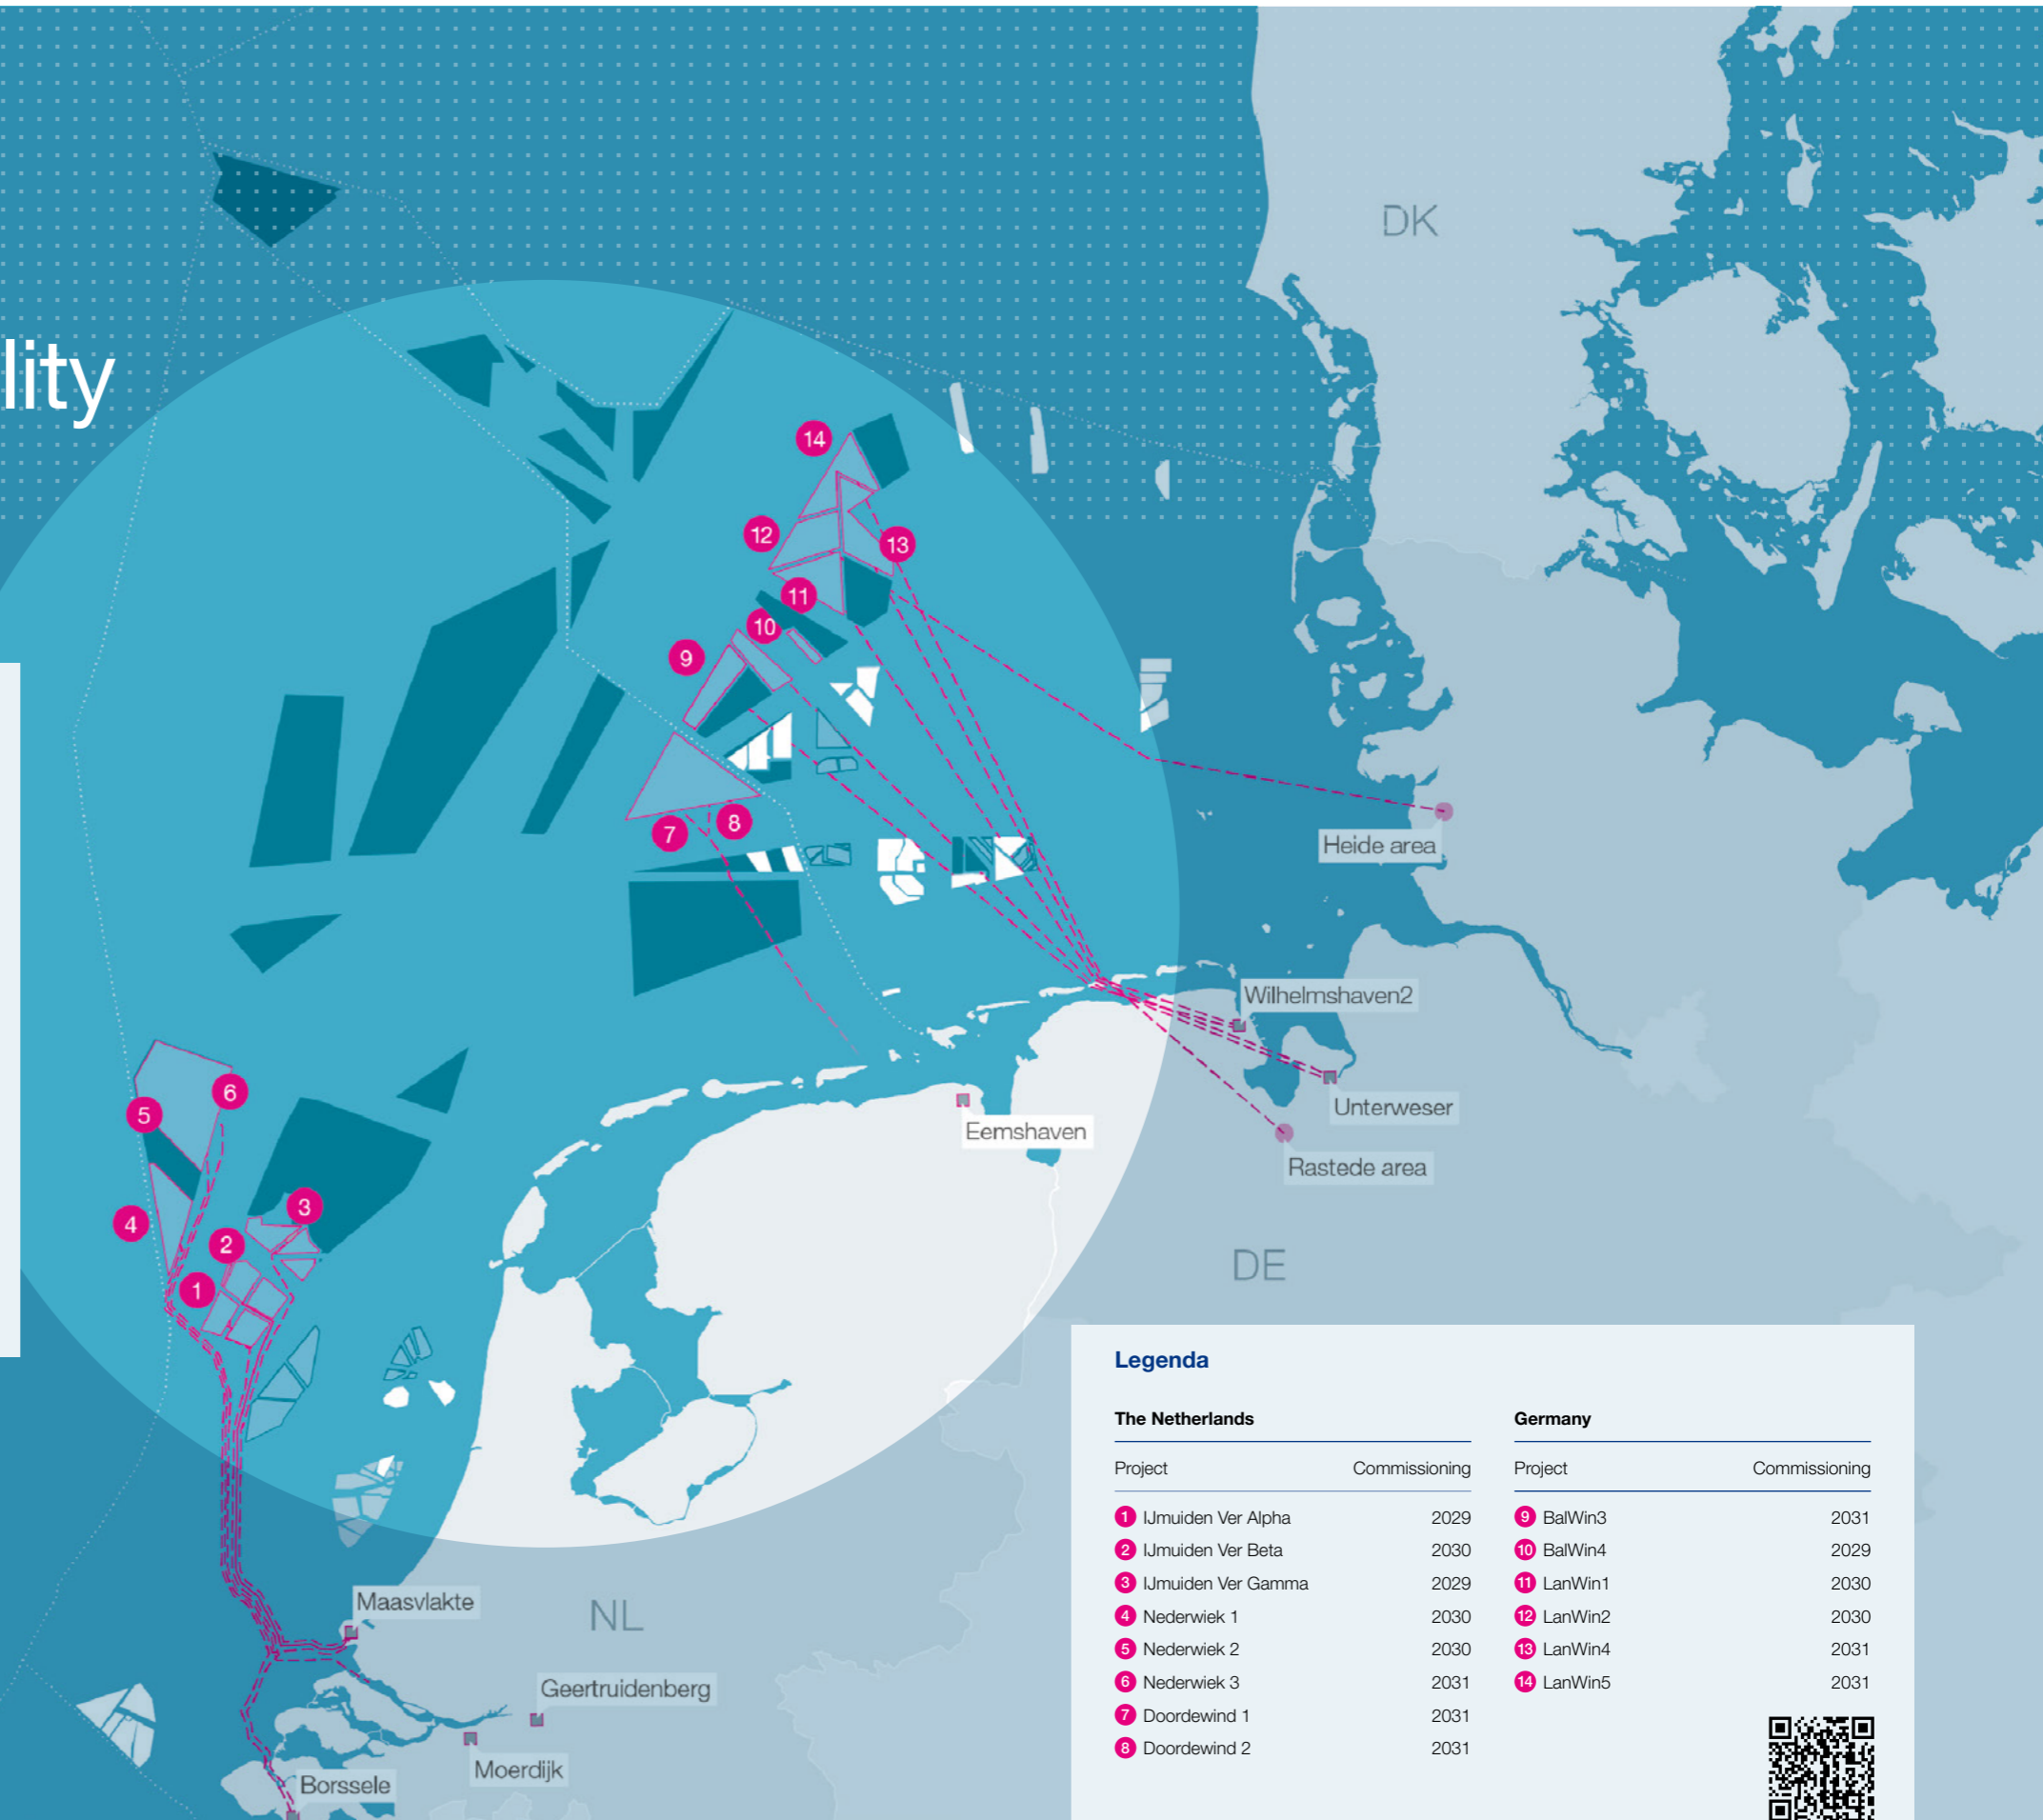 lity
DK
14
12
13
11
10
9
7
8
Heide area
Wilhelmshaven2
Unterweser
Eemshaven
Rastede area
6
5
3
4
2
1
DE
Maasvlakte
NL
Geertruidenberg
Moerdijk
Borssele
Legenda
The Netherlands
Project Commissioning
1 IJmuiden Ver Alpha 2029
2 IJmuiden Ver Beta 2030
3 IJmuiden Ver Gamma 2029
4 Nederwiek 1 2030
5 Nederwiek 2 2030
6 Nederwiek 3 2031
7 Doordewind 1 2031
8 Doordewind 2 2031
Germany
Project Commissioning
9 BalWin3 2031
10 BalWin4 2029
11 LanWin1 2030
12 LanWin2 2030
13 LanWin4 2031
14 LanWin5 2031